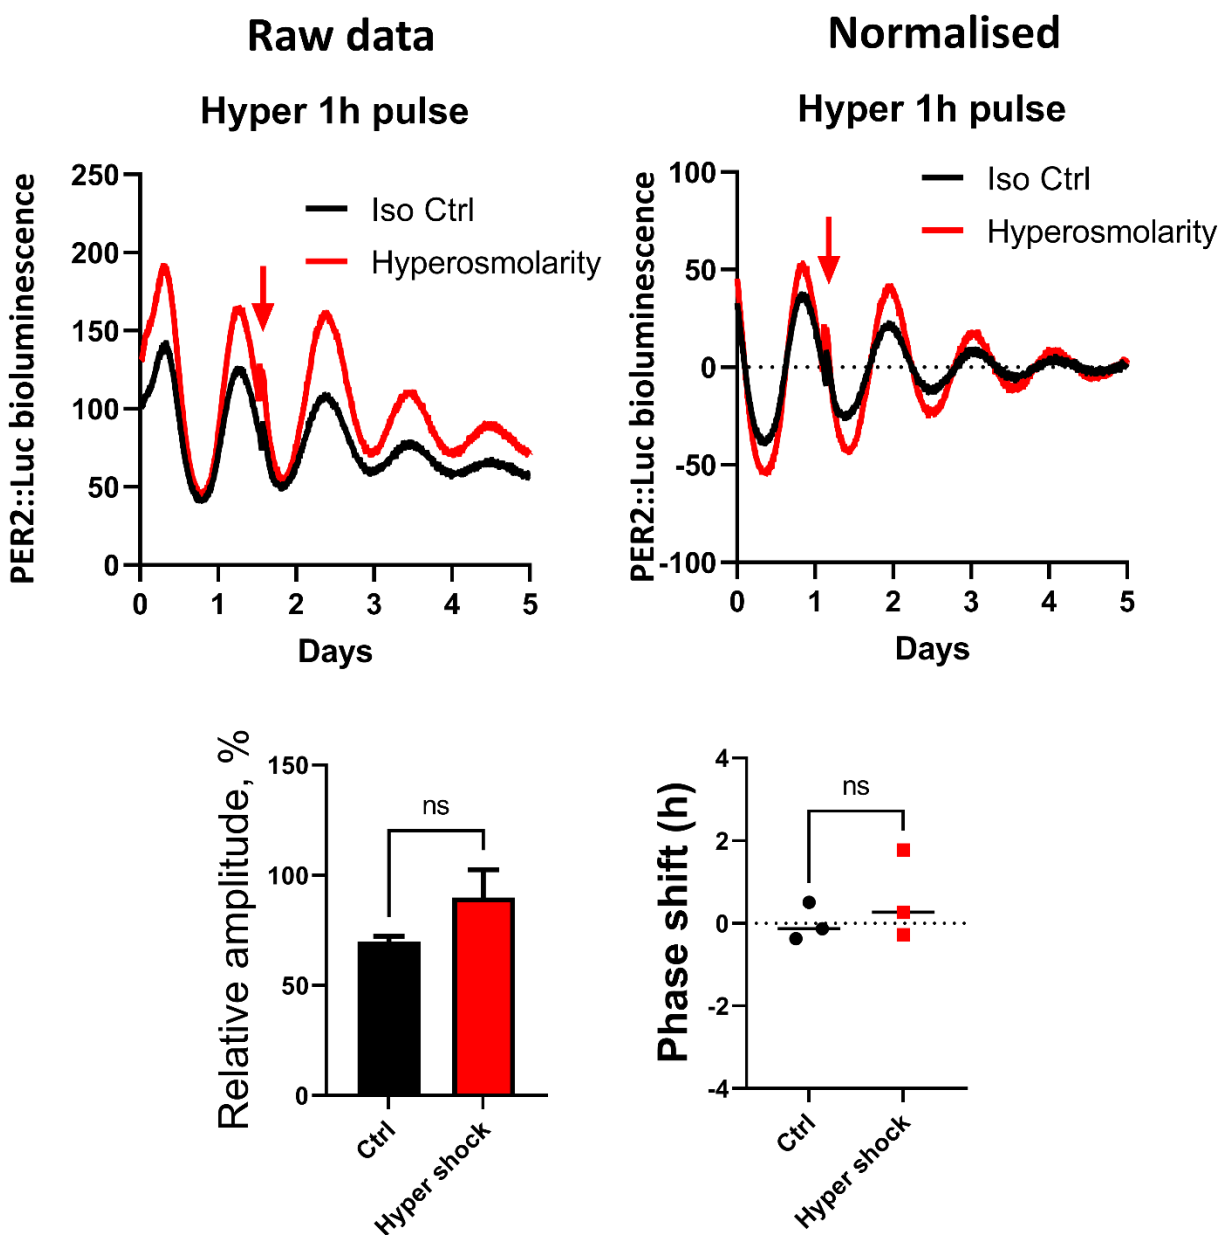 Raw data
Normalised
Hyper 1h pulse
Hyper 1h pulse
PER2::Luc bioluminescence
250
200
150
100
50
0
Iso Ctrl
Hyperosmolarity
0 1 2 3 4 5
Days
PER2::Luc bioluminescence
100
50
0
-50
-100
Iso Ctrl
Hyperosmolarity
0 1 2 3 4 5
Days
Relative amplitude, %
150
100
50
0
ns
Ctrl
Hyper shock
Phase shift (h)
4
2
0
-2
-4
ns
Ctrl
Hyper shock